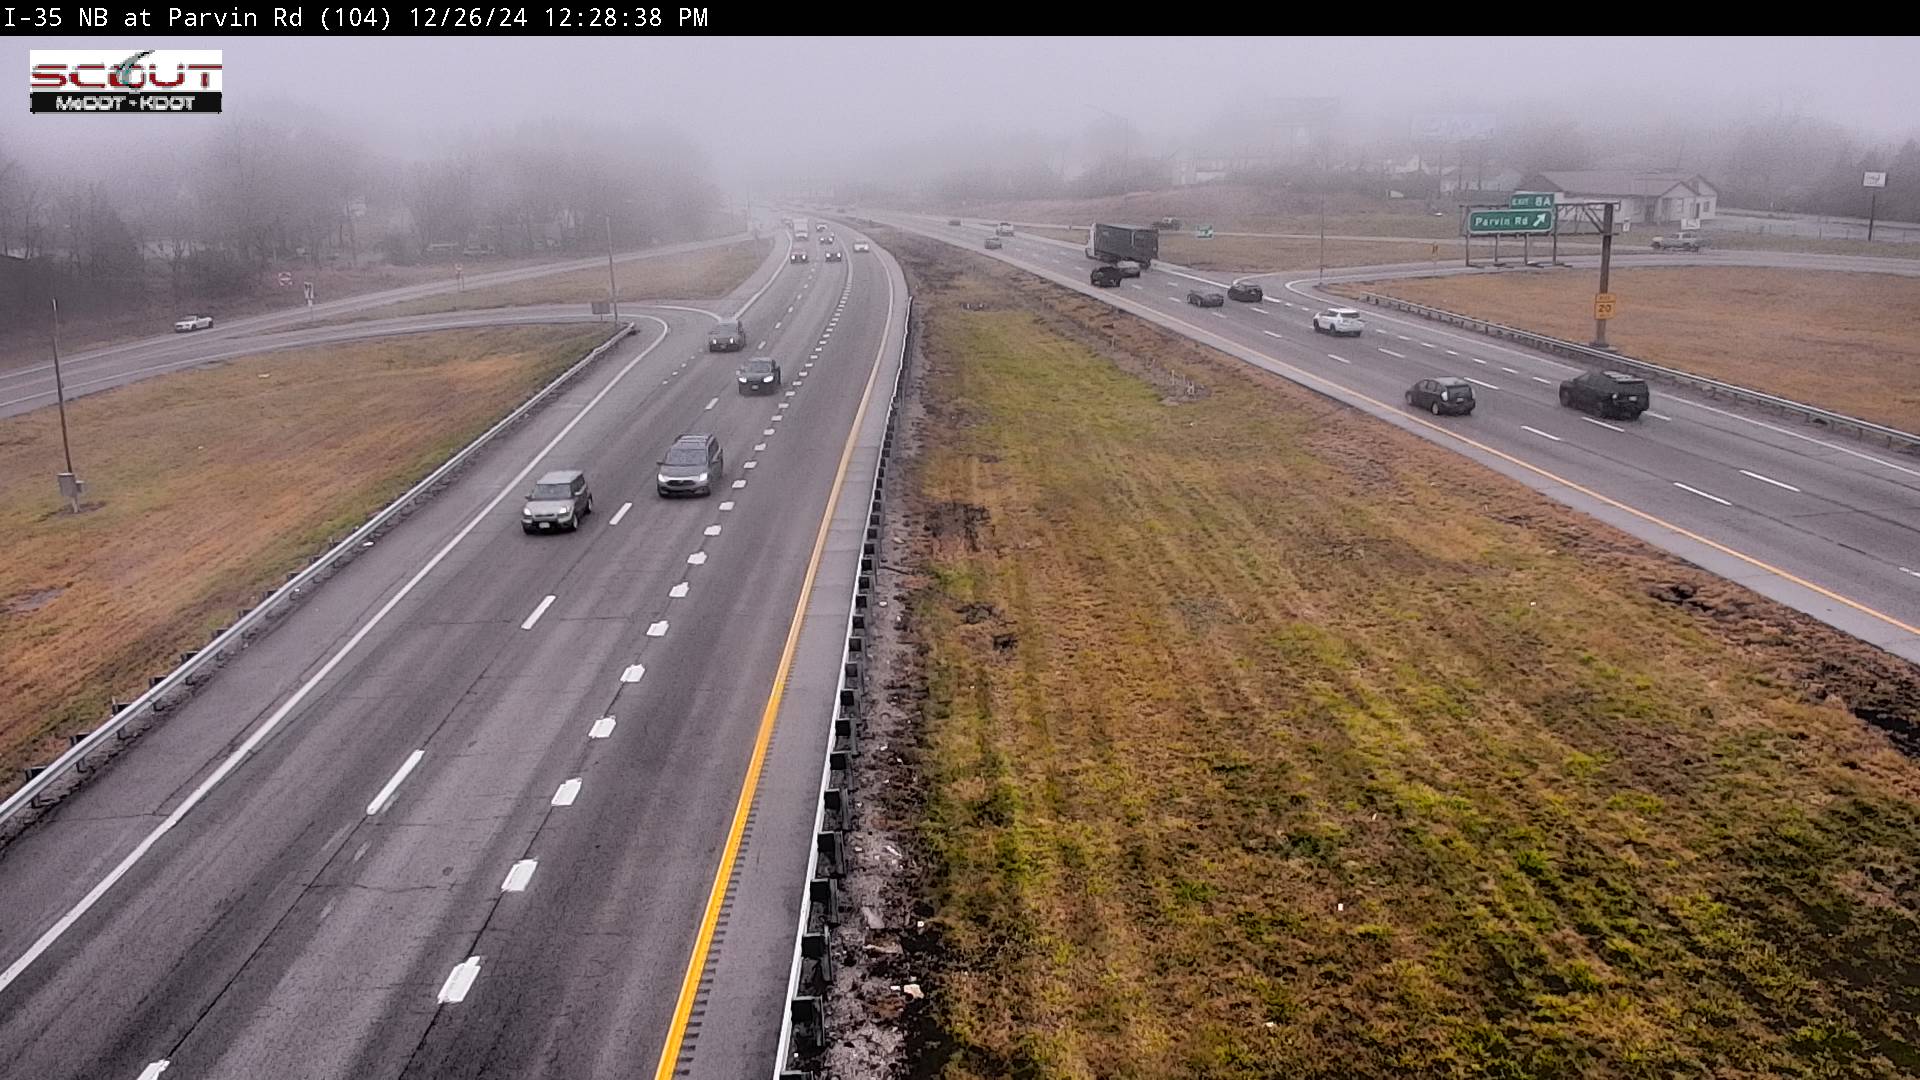 I-35 NB at Parvin Rd (104) 12/26/24 12:28:38 PM
SCOUT
MoDOT - KDOT
EXIT 8A
Parvin Rd
20